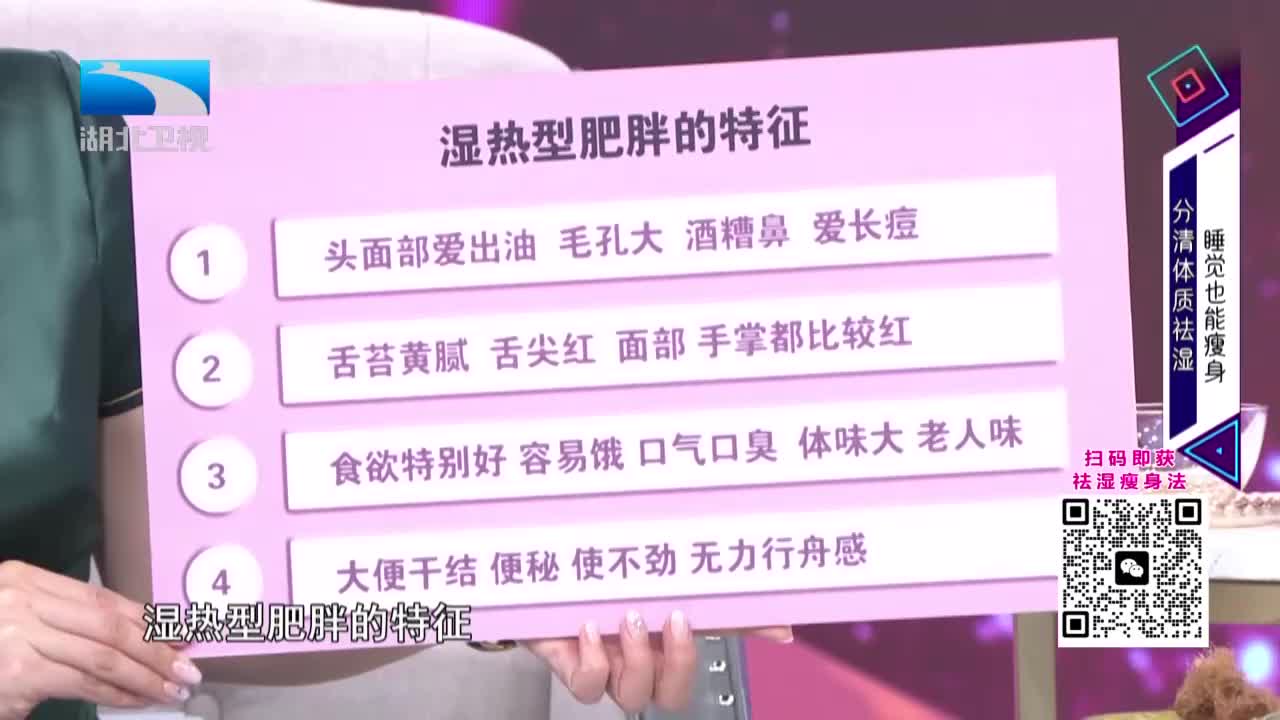 湖北卫视
湿热型肥胖的特征
1 头面部爱出油 毛孔大 酒糟鼻 爱长痘
2 舌苔黄腻 舌尖红 面部 手掌都比较红
3 食欲特别好 容易饿 口气口臭 体味大 老人味
4 大便干结 便秘 使不劲 无力行舟感
湿热型肥胖的特征
分清体质祛湿
睡觉也能瘦身
扫码即获
祛湿瘦身法